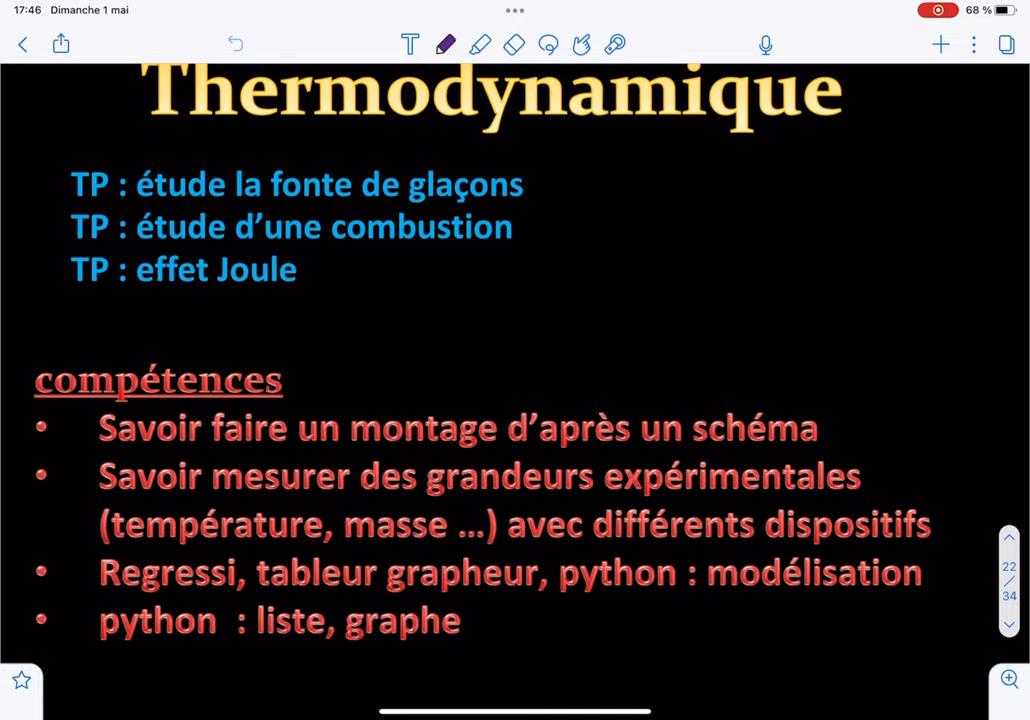 17:46 Dimanche 1 mai
68 %
Thermodynamique
TP : étude la fonte de glaçons
TP : étude d’une combustion
TP : effet Joule
compétences
• Savoir faire un montage d’après un schéma
• Savoir mesurer des grandeurs expérimentales
(température, masse ...) avec différents dispositifs
• Regressi, tableur grapheur, python : modélisation
• python : liste, graphe
22
/
34